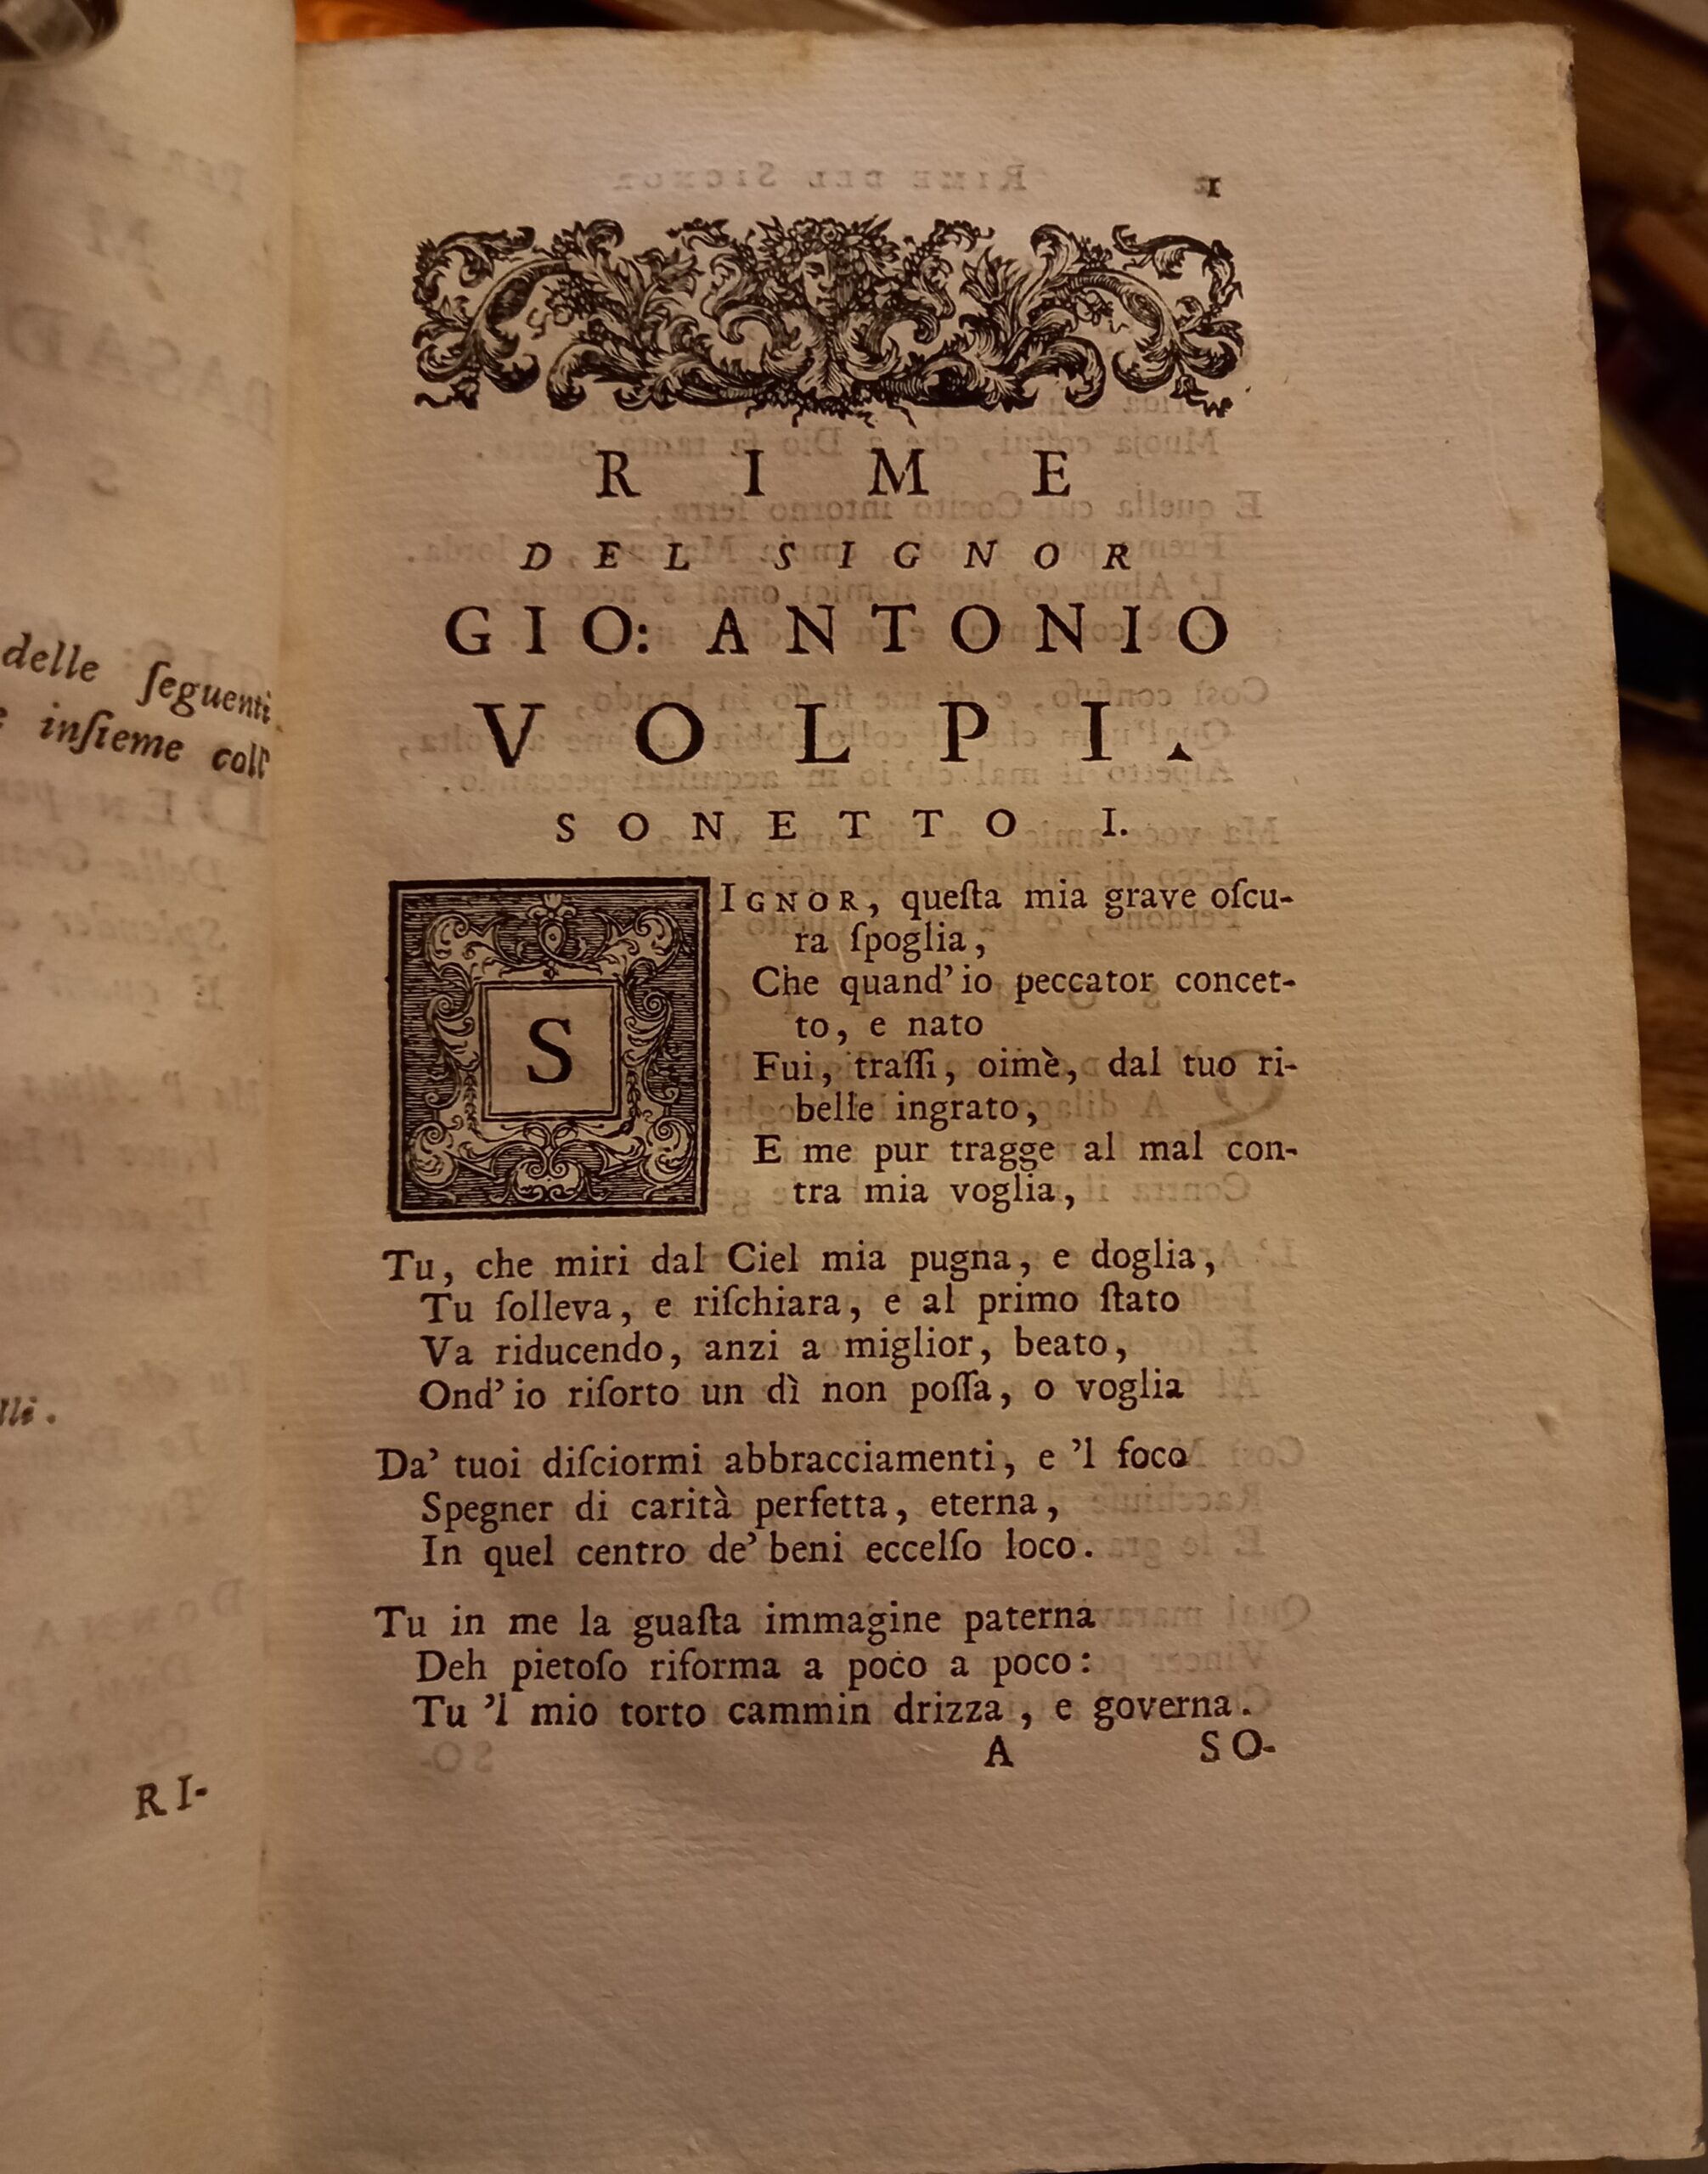 delle ſeguenti
inſieme coll'
lli.
RI-
1
RIME
DEL SIGNOR
GIO: ANTONIO
VOLPI.
SONETTO I.
SIGNOR, queſta mia grave oſcu-
ra ſpoglia,
Che quand' io peccator concet-
to, e nato
Fui, traſſi, oimè, dal tuo ri-
belle ingrato,
E me pur tragge al mal con-
tra mia voglia,
Tu, che miri dal Ciel mia pugna, e doglia,
Tu ſolleva, e riſchiara, e al primo ſtato
Va riducendo, anzi a miglior, beato,
Ond' io riſorto un dì non poſſa, o voglia
Da' tuoi diſciormi abbracciamenti, e 'l foco
Spegner di carità perfetta, eterna,
In quel centro de' beni eccelſo loco.
Tu in me la guaſta immagine paterna
Deh pietoſo riforma a poco a poco:
Tu 'l mio torto cammin drizza, e governa.
A SO-